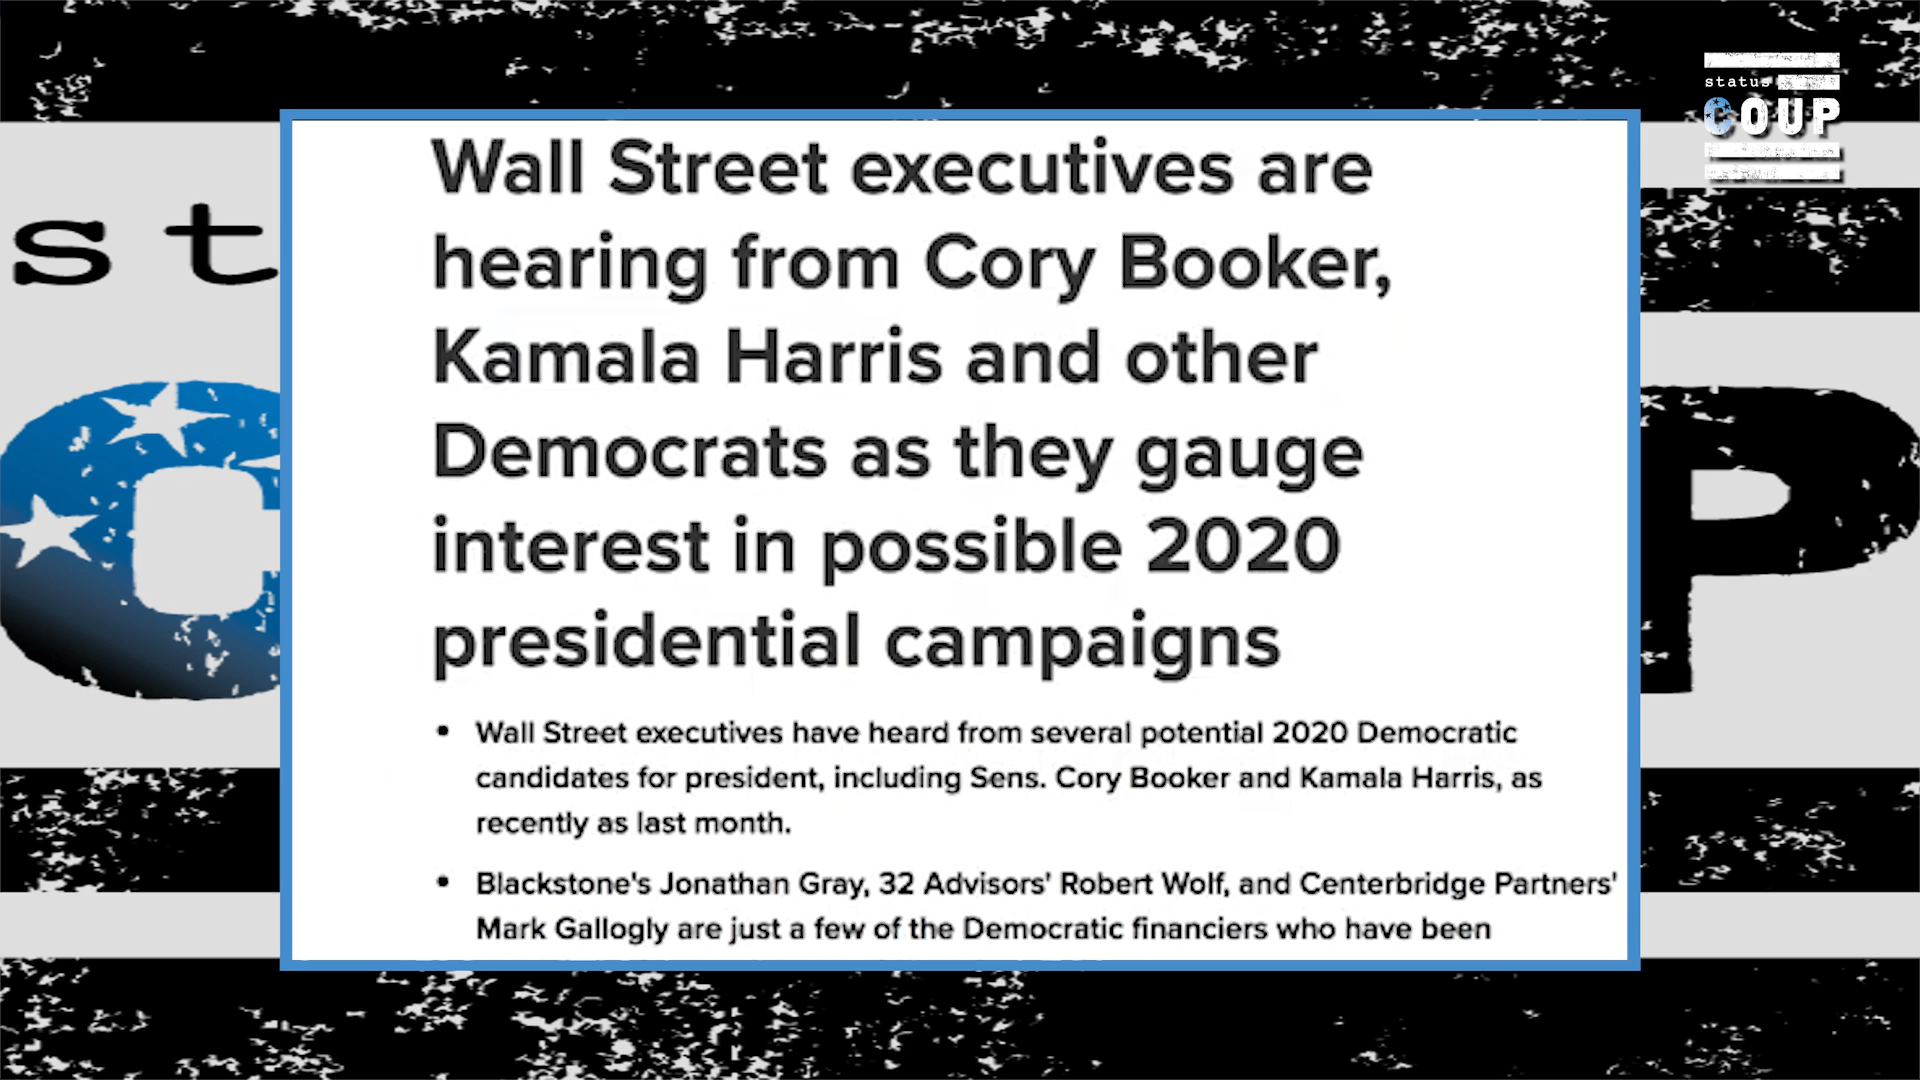 status
COUP
Wall Street executives are
hearing from Cory Booker,
Kamala Harris and other
Democrats as they gauge
interest in possible 2020
presidential campaigns
• Wall Street executives have heard from several potential 2020 Democratic
candidates for president, including Sens. Cory Booker and Kamala Harris, as
recently as last month.
• Blackstone's Jonathan Gray, 32 Advisors' Robert Wolf, and Centerbridge Partners'
Mark Gallogly are just a few of the Democratic financiers who have been
st
C
P